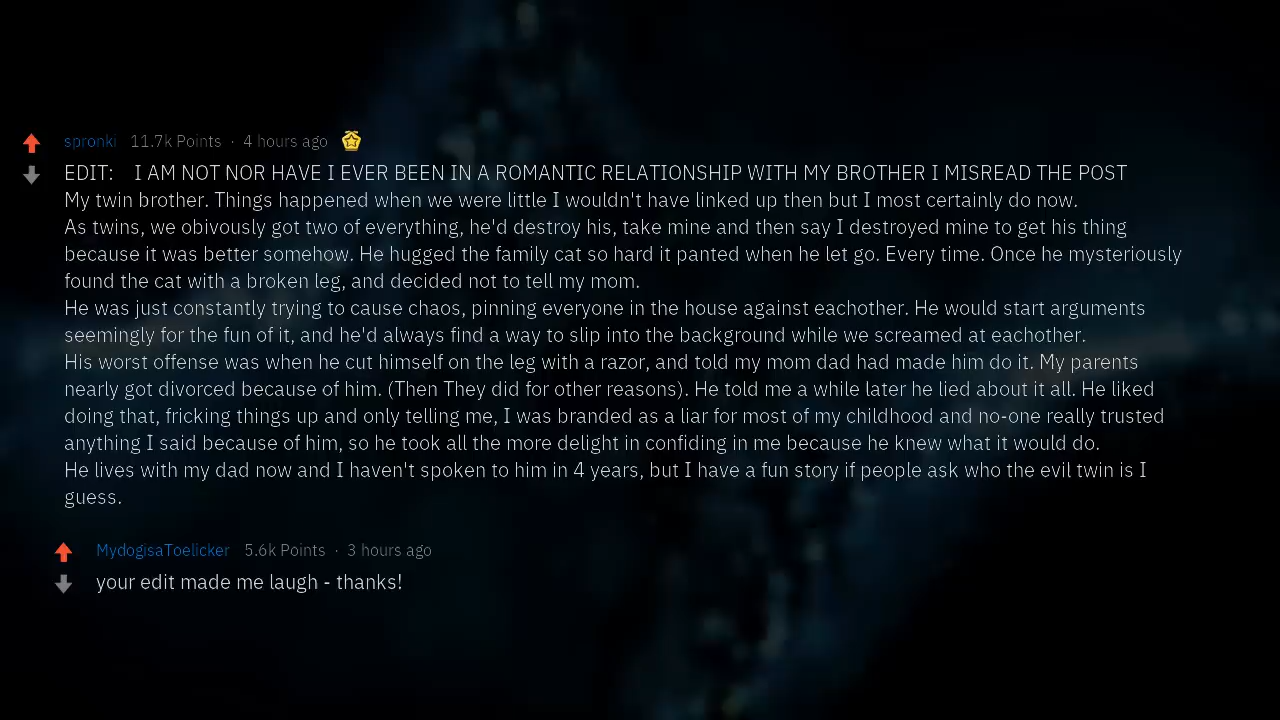 spronki 11.7k Points · 4 hours ago
EDIT: I AM NOT NOR HAVE I EVER BEEN IN A ROMANTIC RELATIONSHIP WITH MY BROTHER I MISREAD THE POST
My twin brother. Things happened when we were little I wouldn't have linked up then but I most certainly do now.
As twins, we obivously got two of everything, he'd destroy his, take mine and then say I destroyed mine to get his thing
because it was better somehow. He hugged the family cat so hard it panted when he let go. Every time. Once he mysteriously
found the cat with a broken leg, and decided not to tell my mom.
He was just constantly trying to cause chaos, pinning everyone in the house against eachother. He would start arguments
seemingly for the fun of it, and he'd always find a way to slip into the background while we screamed at eachother.
His worst offense was when he cut himself on the leg with a razor, and told my mom dad had made him do it. My parents
nearly got divorced because of him. (Then They did for other reasons). He told me a while later he lied about it all. He liked
doing that, fricking things up and only telling me, I was branded as a liar for most of my childhood and no-one really trusted
anything I said because of him, so he took all the more delight in confiding in me because he knew what it would do.
He lives with my dad now and I haven't spoken to him in 4 years, but I have a fun story if people ask who the evil twin is I
guess.
MydogisaToelicker 5.6k Points · 3 hours ago
your edit made me laugh - thanks!